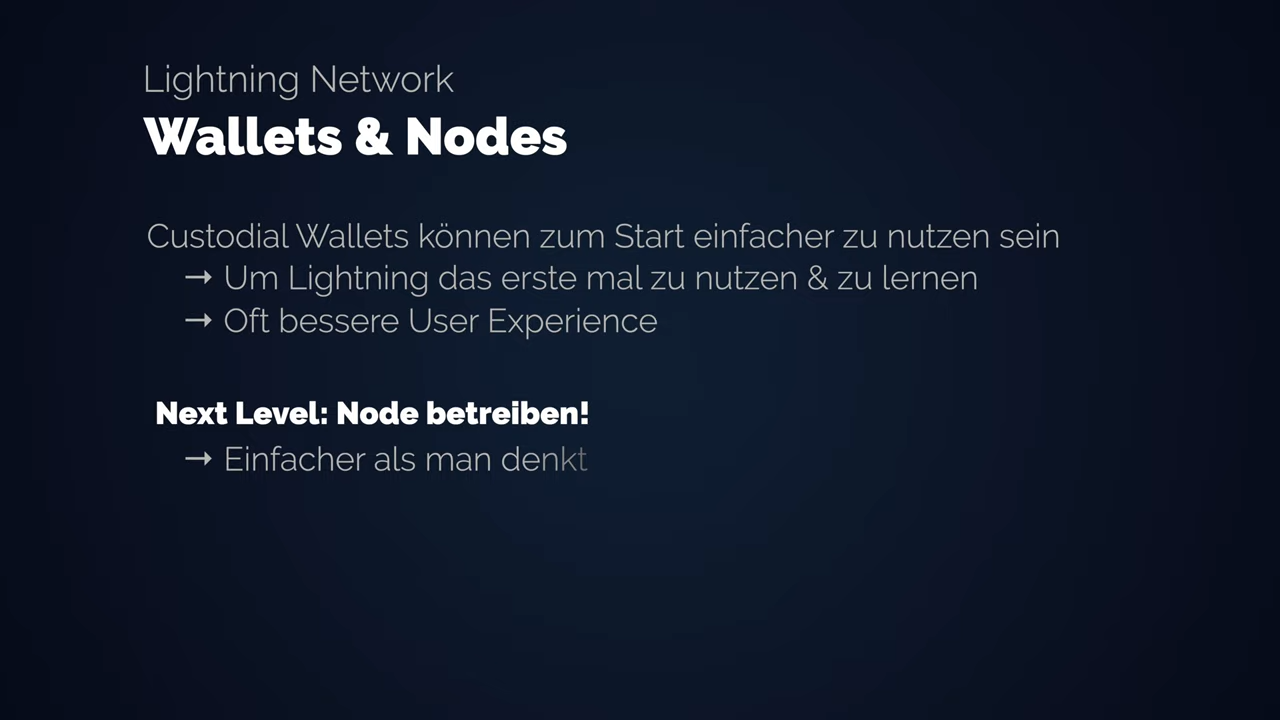 Lightning Network
Wallets & Nodes
Custodial Wallets können zum Start einfacher zu nutzen sein
→ Um Lightning das erste mal zu nutzen & zu lernen
→ Oft bessere User Experience
Next Level: Node betreiben!
→ Einfacher als man denkt